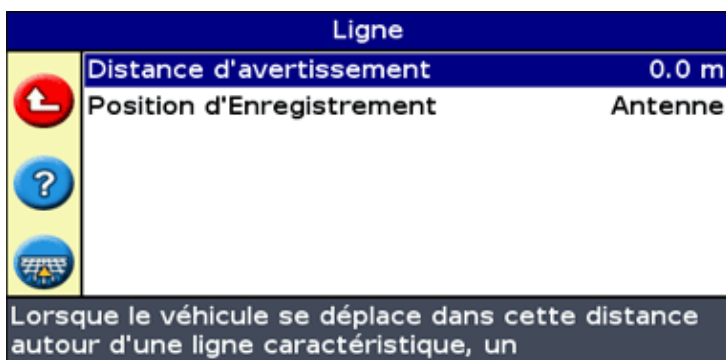 Ligne
Distance d'avertissement 0.0 m
Position d'Enregistrement Antenne
?
Lorsque le véhicule se déplace dans cette distance
autour d'une ligne caractéristique, un